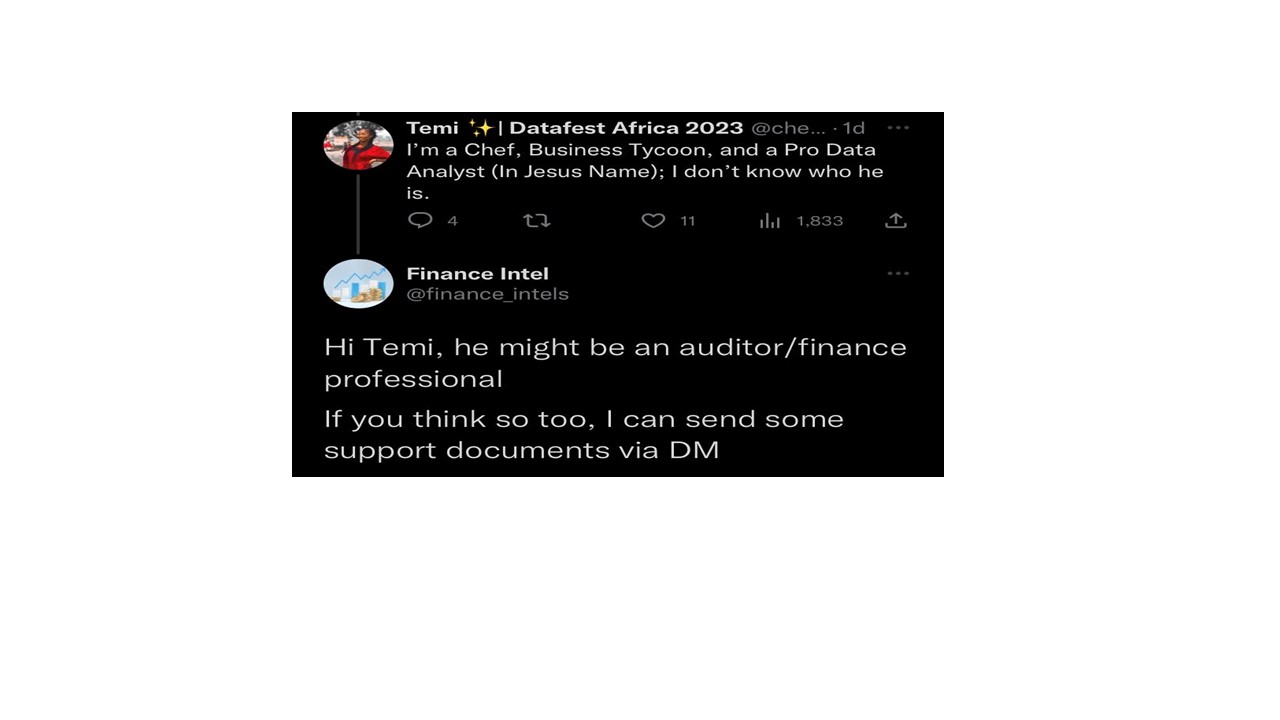 Temi ✨| Datafest Africa 2023 @che... · 1d
I’m a Chef, Business Tycoon, and a Pro Data
Analyst (In Jesus Name); I don’t know who he
is.
4 11 1,833
Finance Intel
@finance_intels
Hi Temi, he might be an auditor/finance
professional
If you think so too, I can send some
support documents via DM